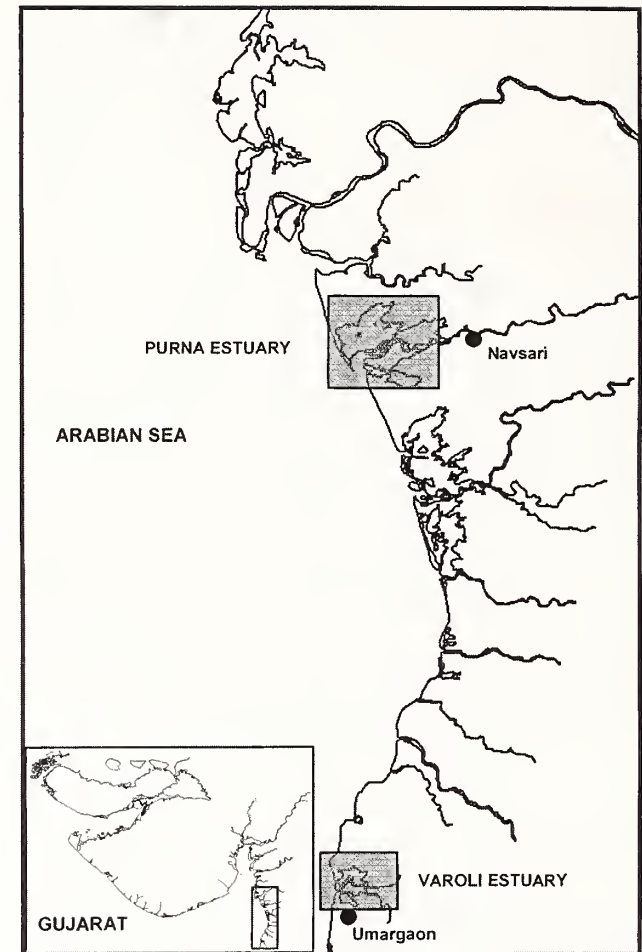 PURNA ESTUARY
Navsari
ARABIAN SEA
VAROLI ESTUARY
GUJARAT
Umargaon